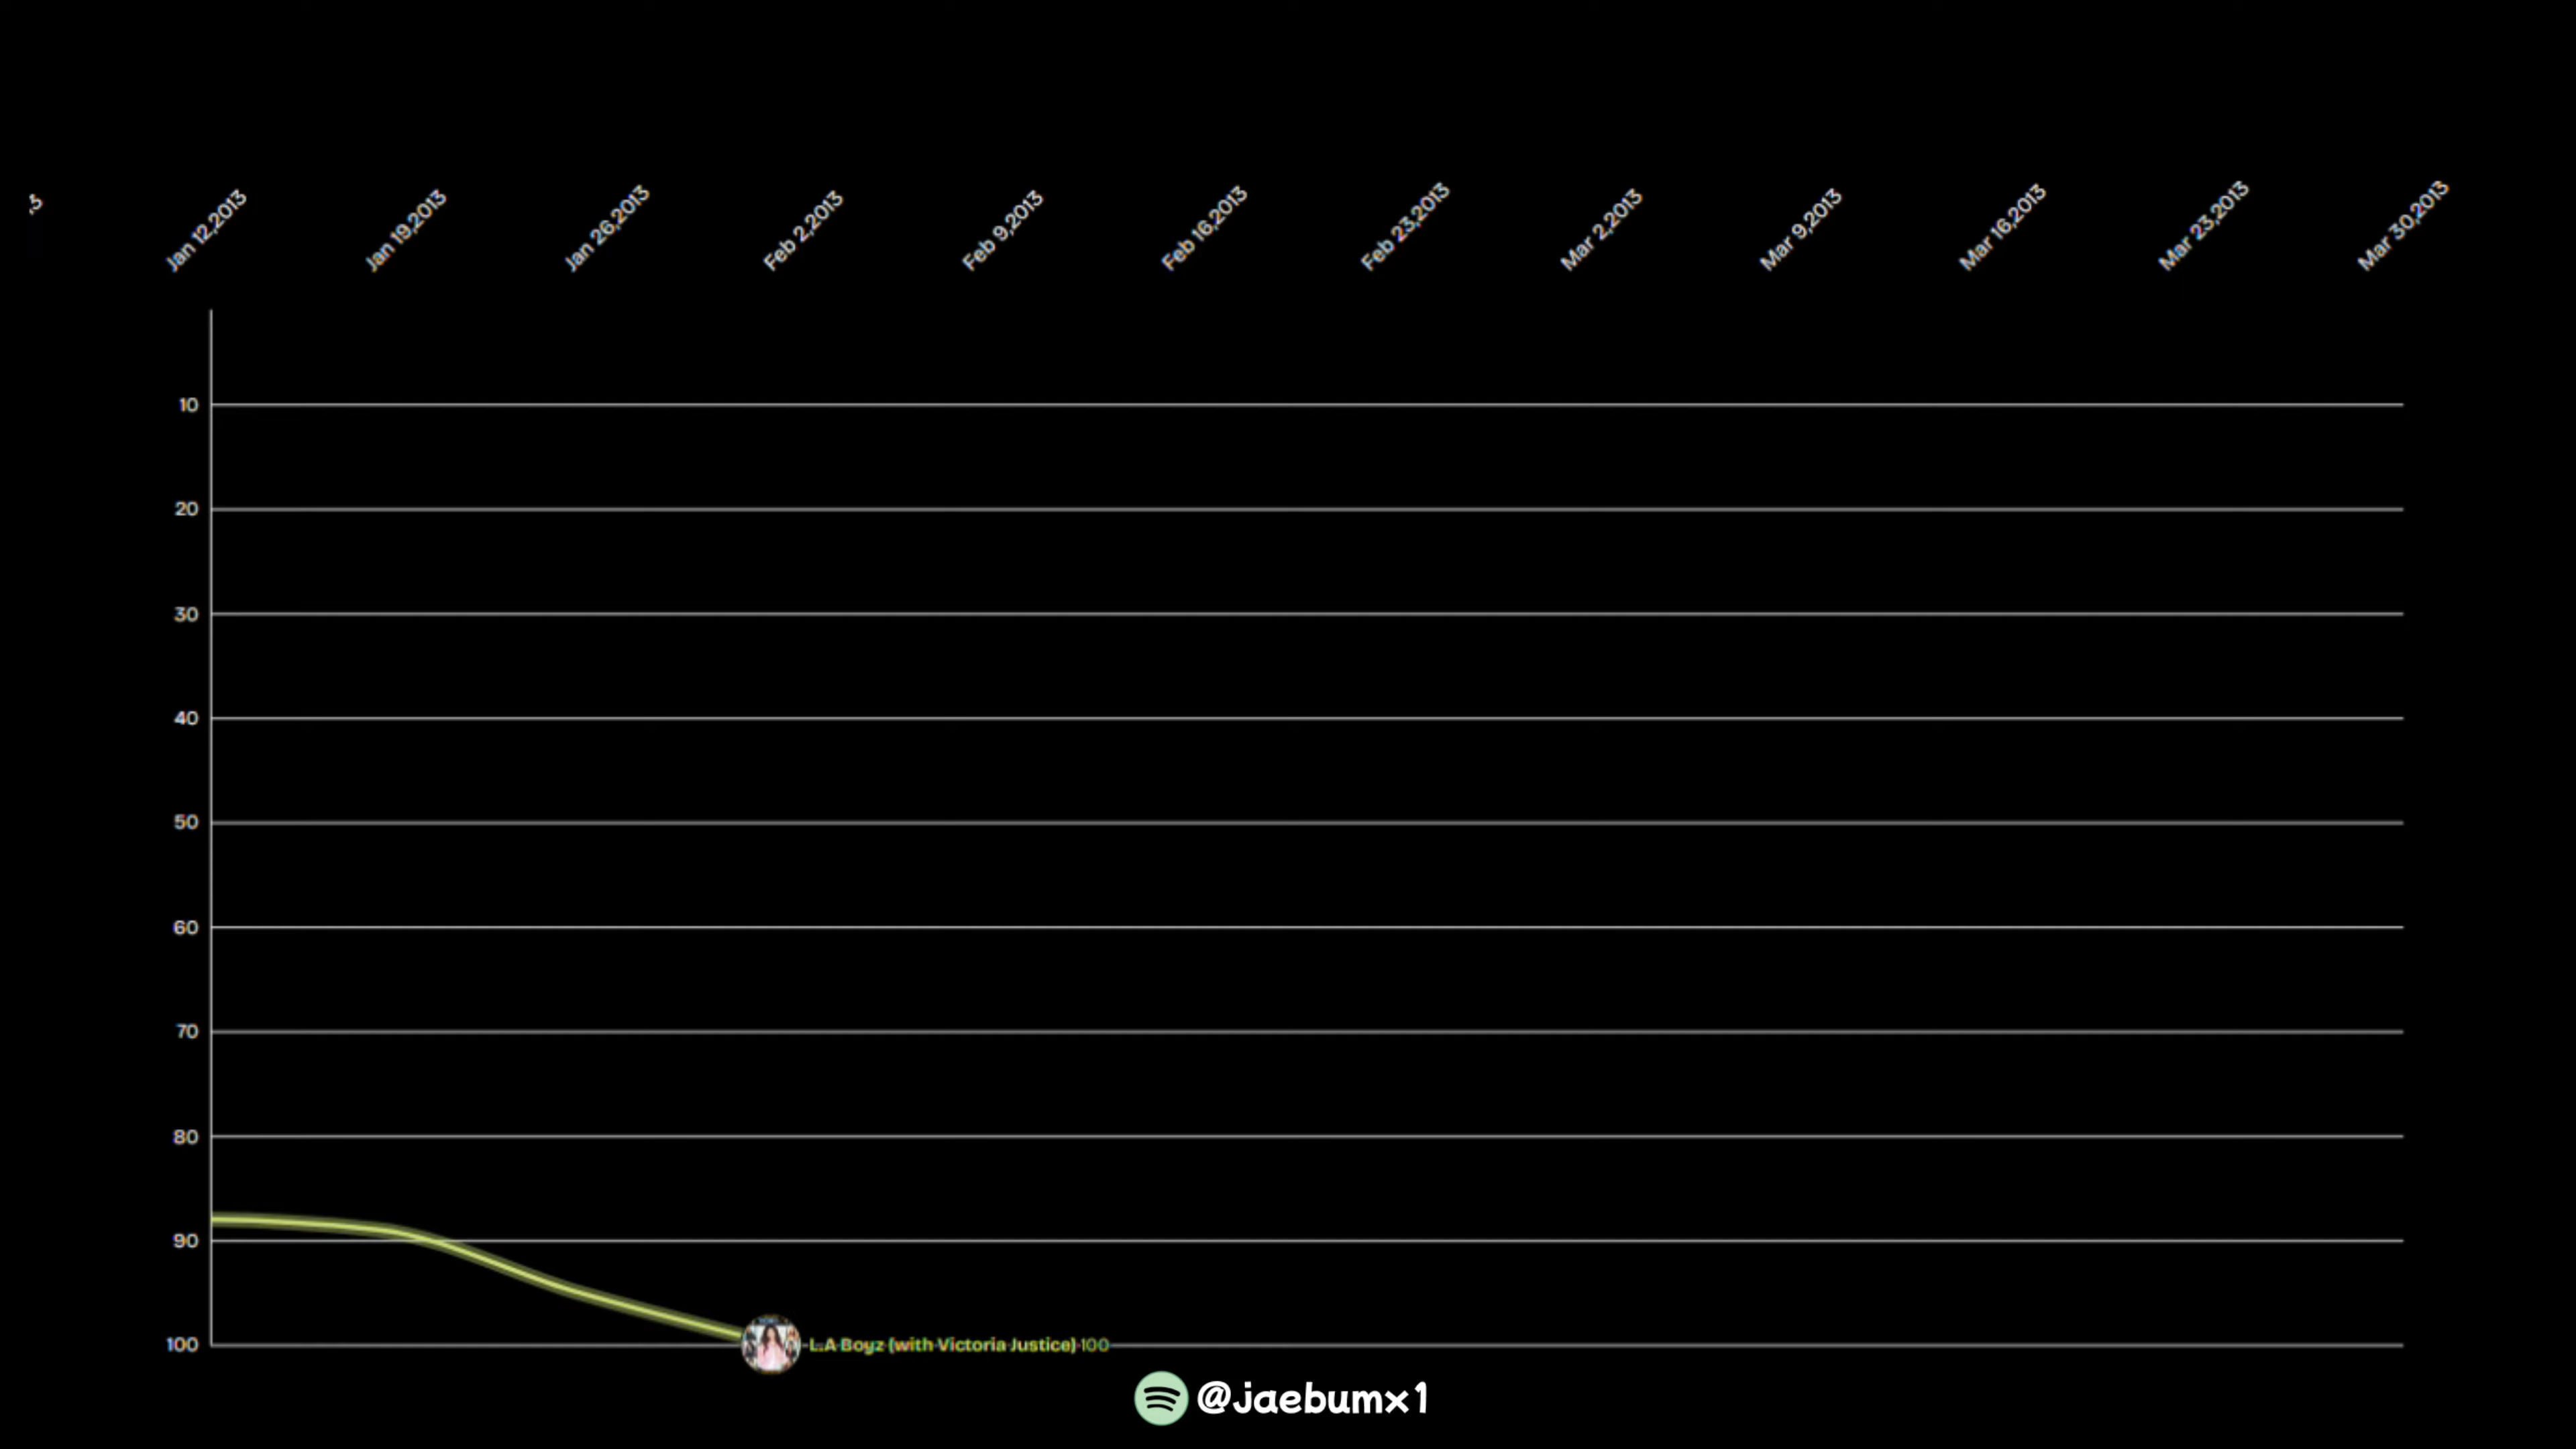 ,3
Jan 12,2013
Jan 19,2013
Jan 26,2013
Feb 2,2013
Feb 9,2013
Feb 16,2013
Feb 23,2013
Mar 2,2013
Mar 9,2013
Mar 16,2013
Mar 23,2013
Mar 30,2013
10
20
30
40
50
60
70
80
90
100
L.A Boyz (with Victoria Justice) 100
@jaebumx1